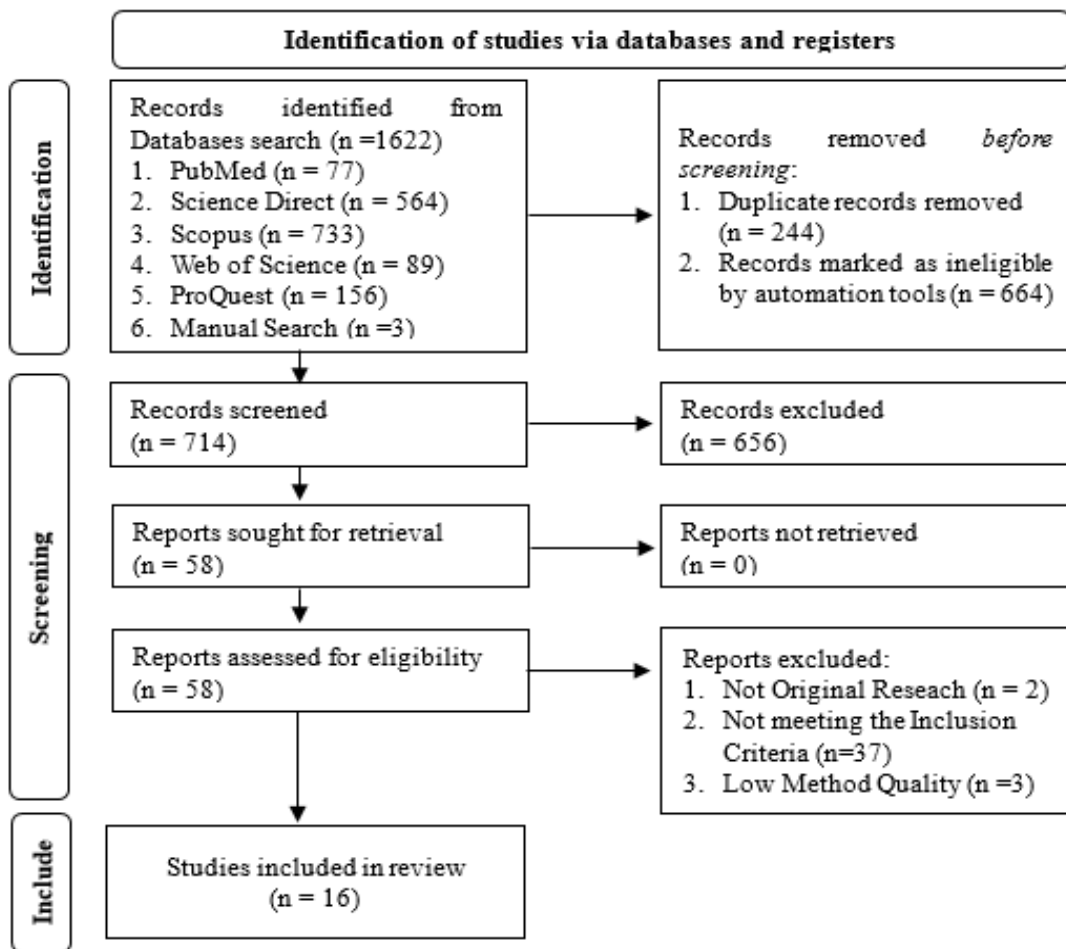 Identification of studies via databases and registers
Identification
Records identified from
Databases search (n =1622)
1. PubMed (n = 77)
2. Science Direct (n = 564)
3. Scopus (n = 733)
4. Web of Science (n = 89)
5. ProQuest (n = 156)
6. Manual Search (n =3)
Records removed before
screening:
1. Duplicate records removed
(n = 244)
2. Records marked as ineligible
by automation tools (n = 664)
Screening
Records screened
(n = 714)
Records excluded
(n = 656)
Reports sought for retrieval
(n = 58)
Reports not retrieved
(n = 0)
Reports assessed for eligibility
(n = 58)
Reports excluded:
1. Not Original Reseach (n = 2)
2. Not meeting the Inclusion
Criteria (n=37)
3. Low Method Quality (n =3)
Include
Studies included in review
(n = 16)